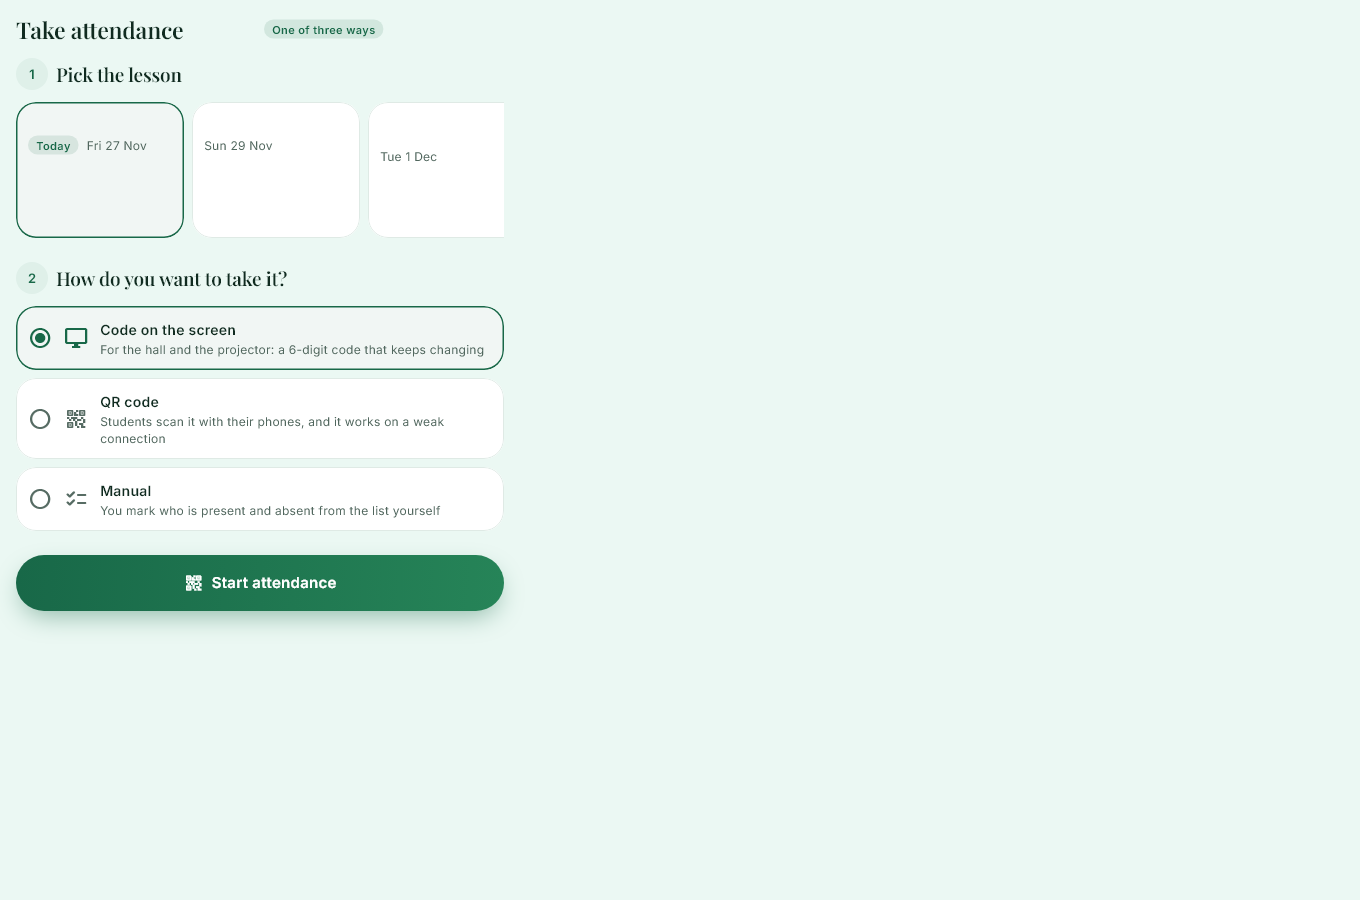 Take attendance
One of three ways
1 Pick the lesson
Today Fri 27 Nov
Sun 29 Nov
Tue 1 Dec
2 How do you want to take it?
Code on the screen
For the hall and the projector: a 6-digit code that keeps changing
QR code
Students scan it with their phones, and it works on a weak
connection
Manual
You mark who is present and absent from the list yourself
Start attendance